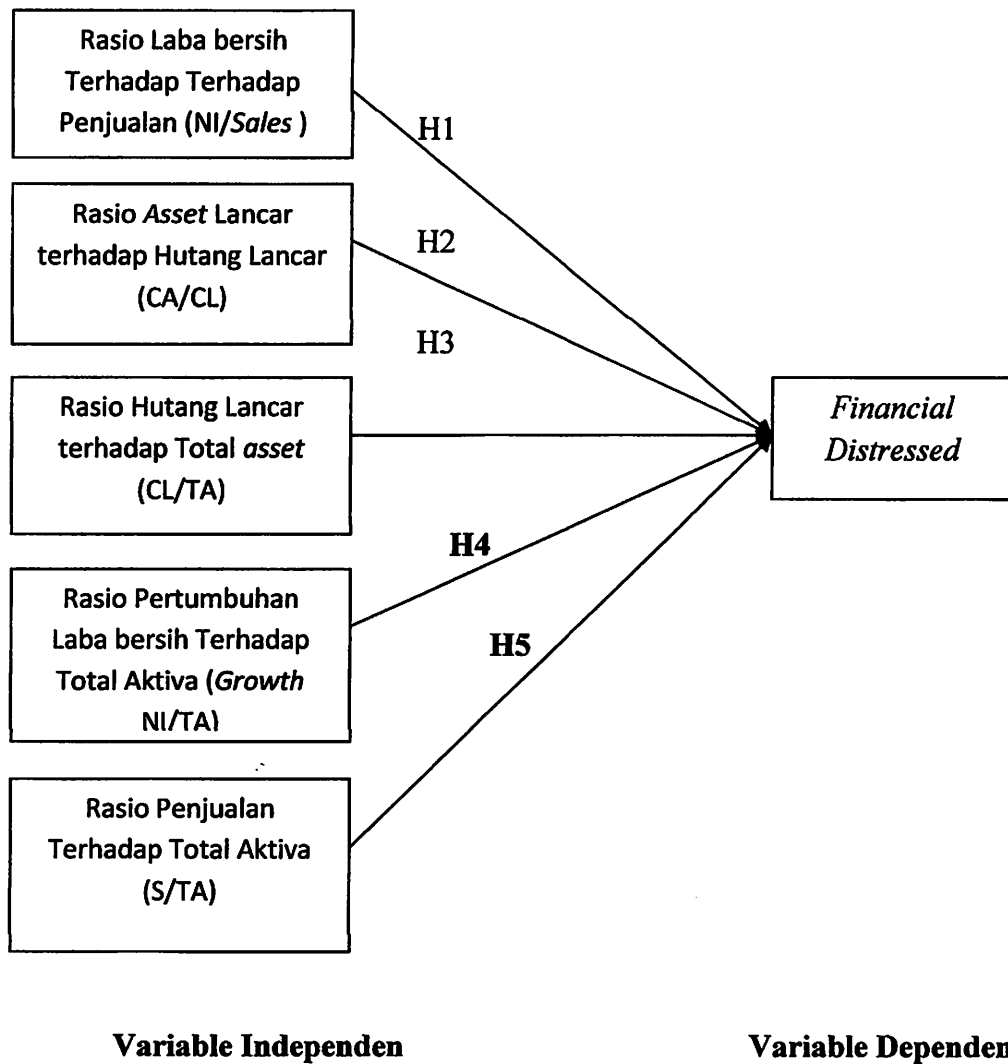 Rasio Laba bersih
Terhadap Terhadap
Penjualan (NI/Sales )
H1
Rasio Asset Lancar
terhadap Hutang Lancar
(CA/CL)
H2
H3
Rasio Hutang Lancar
terhadap Total asset
(CL/TA)
Financial
Distressed
H4
Rasio Pertumbuhan
Laba bersih Terhadap
Total Aktiva (Growth
NI/TA)
H5
Rasio Penjualan
Terhadap Total Aktiva
(S/TA)
Variable Independen
Variable Dependen